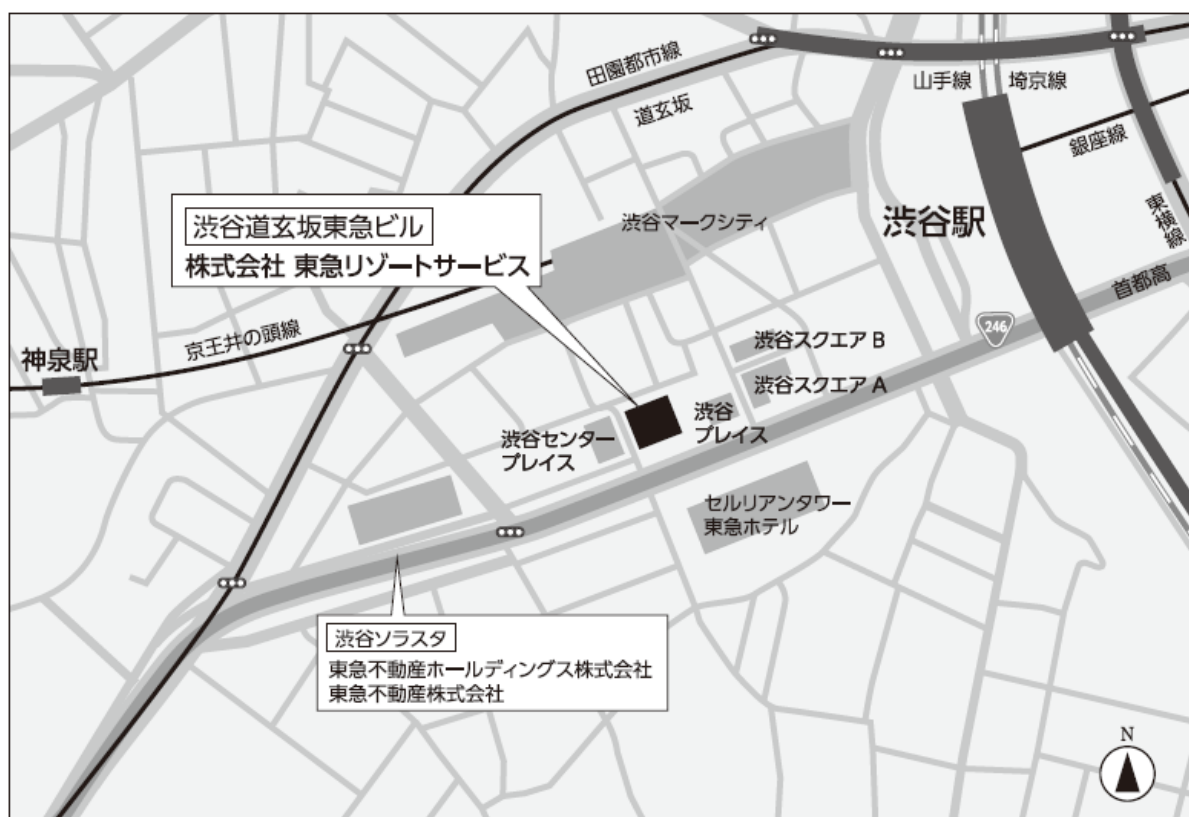 田園都市線
道玄坂
山手線
埼京線
銀座線
東横線
首都高
渋谷駅
渋谷マークシティ
渋谷道玄坂東急ビル
株式会社 東急リゾートサービス
京王井の頭線
神泉駅
246
渋谷スクエア B
渋谷スクエア A
渋谷
プレイス
渋谷センター
プレイス
セルリアンタワー
東急ホテル
渋谷ソラスタ
東急不動産ホールディングス株式会社
東急不動産株式会社
N